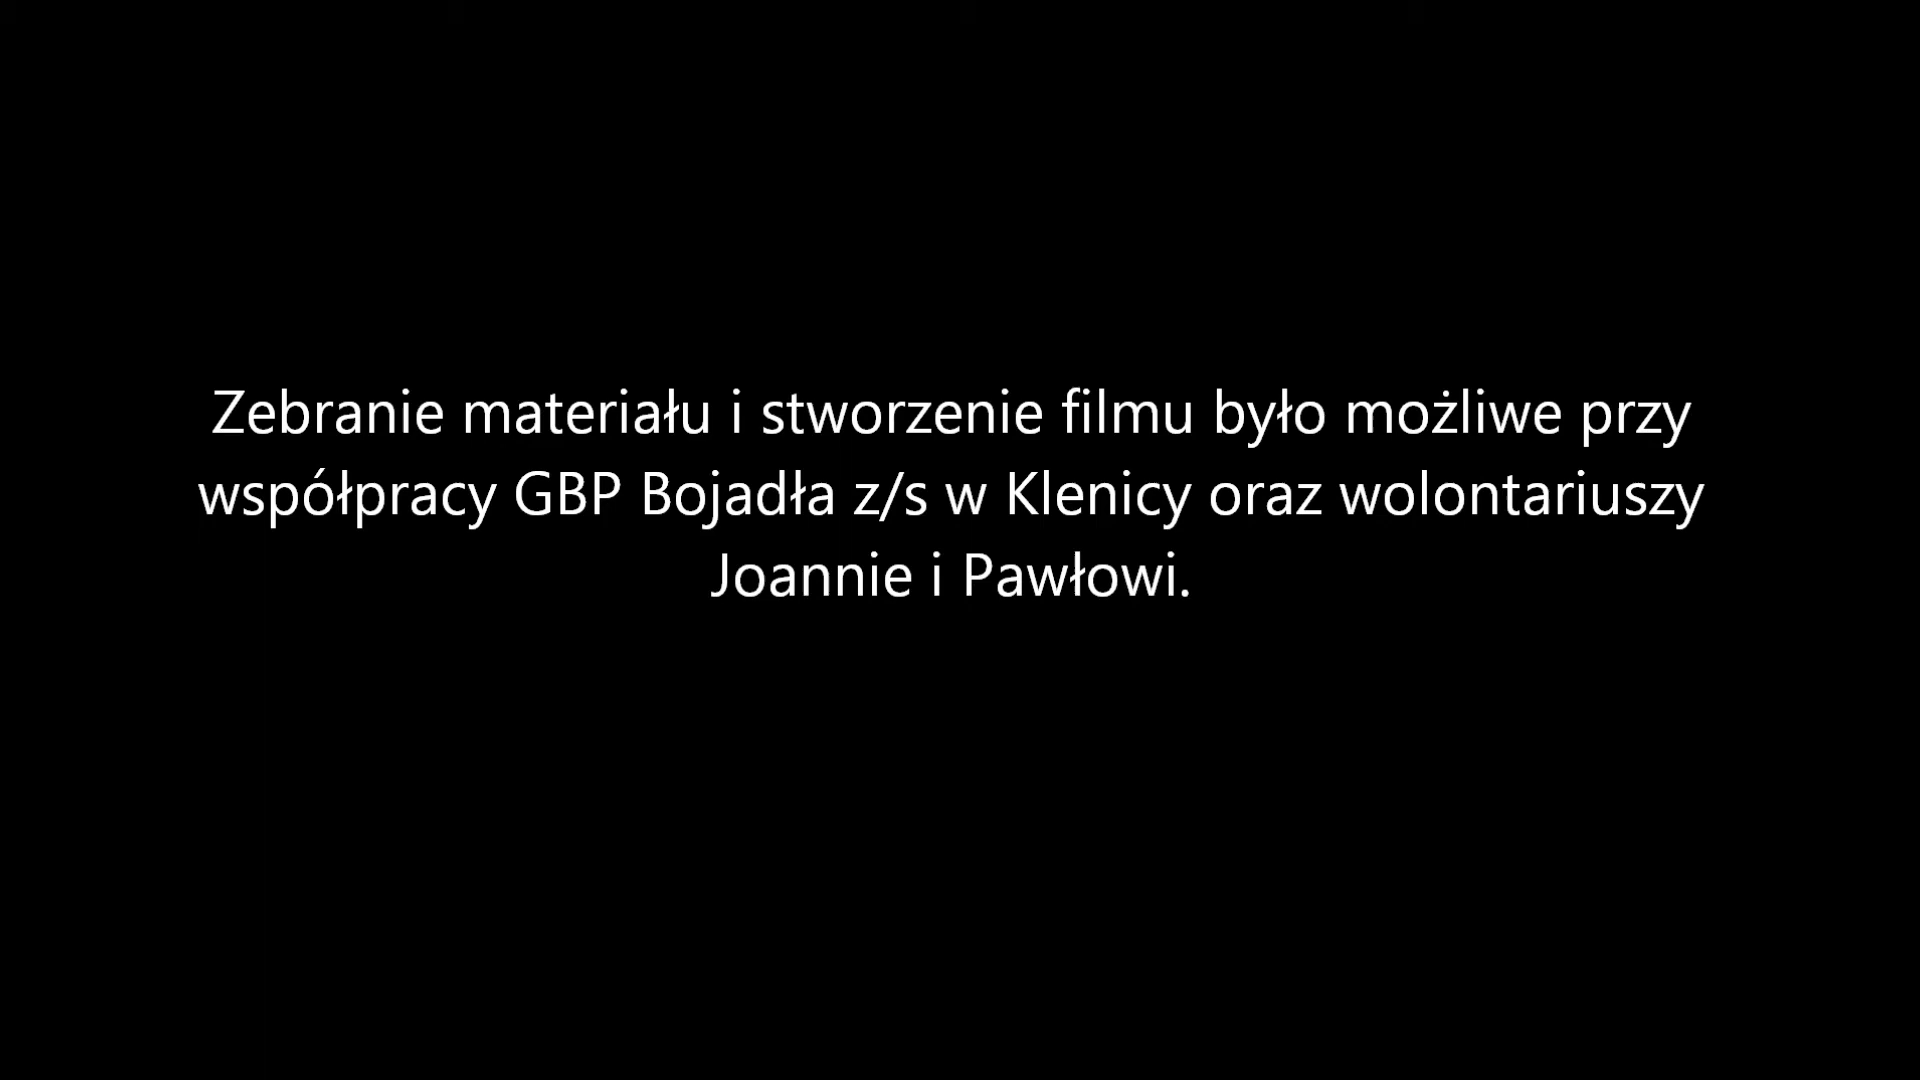 Zebranie materiału i stworzenie filmu było możliwe przy
współpracy GBP Bojadła z/s w Klenicy oraz wolontariuszy
Joannie i Pawłowi.